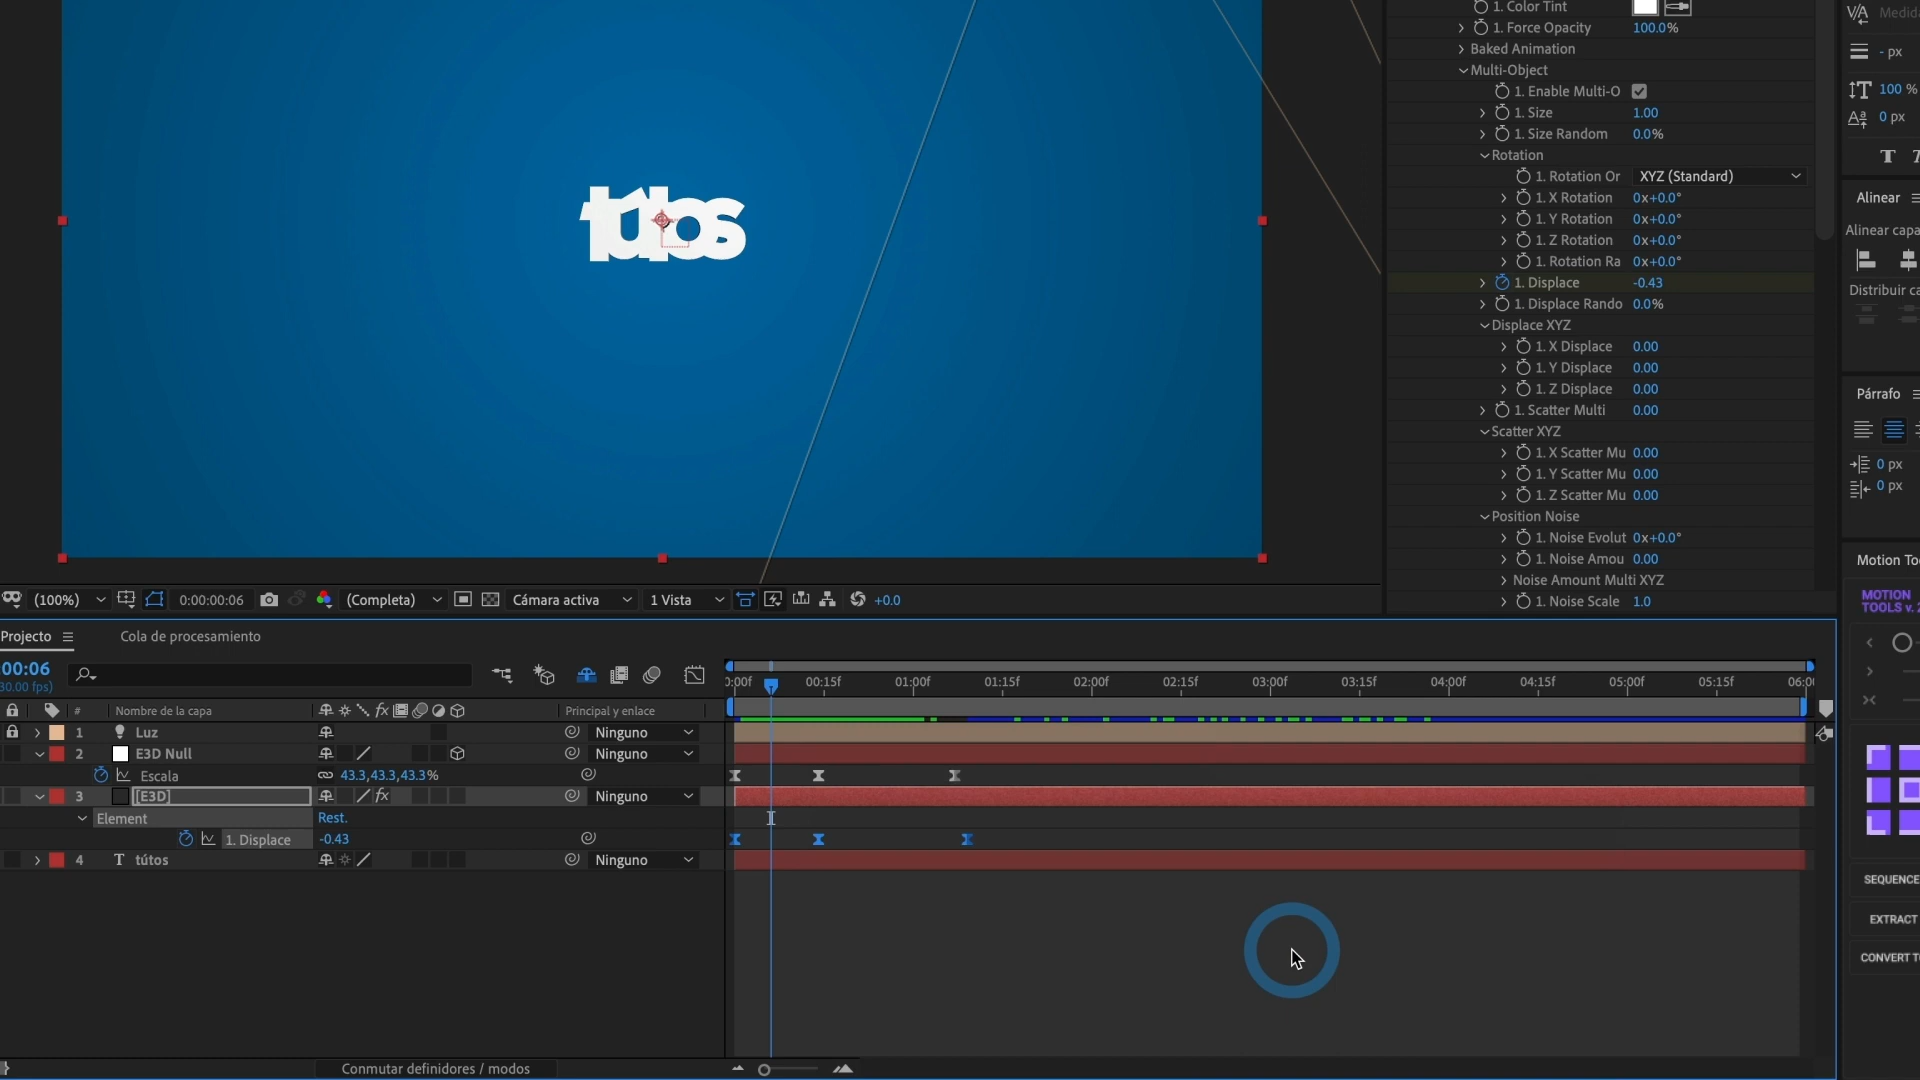 1. Color Tint
1. Force Opacity 100.0%
Baked Animation
Multi-Object
1. Enable Multi-O
1. Size 1.00
1. Size Random 0.0%
Rotation
1. Rotation Or XYZ (Standard)
1. X Rotation 0x+0.0°
1. Y Rotation 0x+0.0°
1. Z Rotation 0x+0.0°
1. Rotation Ra 0x+0.0°
1. Displace -0.43
1. Displace Rando 0.0%
Displace XYZ
1. X Displace 0.00
1. Y Displace 0.00
1. Z Displace 0.00
1. Scatter Multi 0.00
Scatter XYZ
1. X Scatter Mu 0.00
1. Y Scatter Mu 0.00
1. Z Scatter Mu 0.00
Position Noise
1. Noise Evolut 0x+0.0°
1. Noise Amou 0.00
Noise Amount Multi XYZ
1. Noise Scale 1.0
Medida
- px
100 %
0 px
Alinear
Alinear capa
Distribuir ca
Párrafo
0 px
0 px
Motion Too
MOTION
TOOLS v. 2
SEQUENCE
EXTRACT
CONVERT TO
tútos
(100%) 0:00:00:06 (Completa) Cámara activa 1 Vista +0.0
Projecto Cola de procesamiento
00:06
30.00 fps)
0:00f 00:15f 01:00f 01:15f 02:00f 02:15f 03:00f 03:15f 04:00f 04:15f 05:00f 05:15f 06:00
# Nombre de la capa Principal y enlace
1 Luz Ninguno
2 E3D Null Ninguno
Escala 43.3,43.3,43.3%
3 [E3D] Ninguno
Element Rest.
1. Displace -0.43
4 T tútos Ninguno
Conmutar definidores / modos